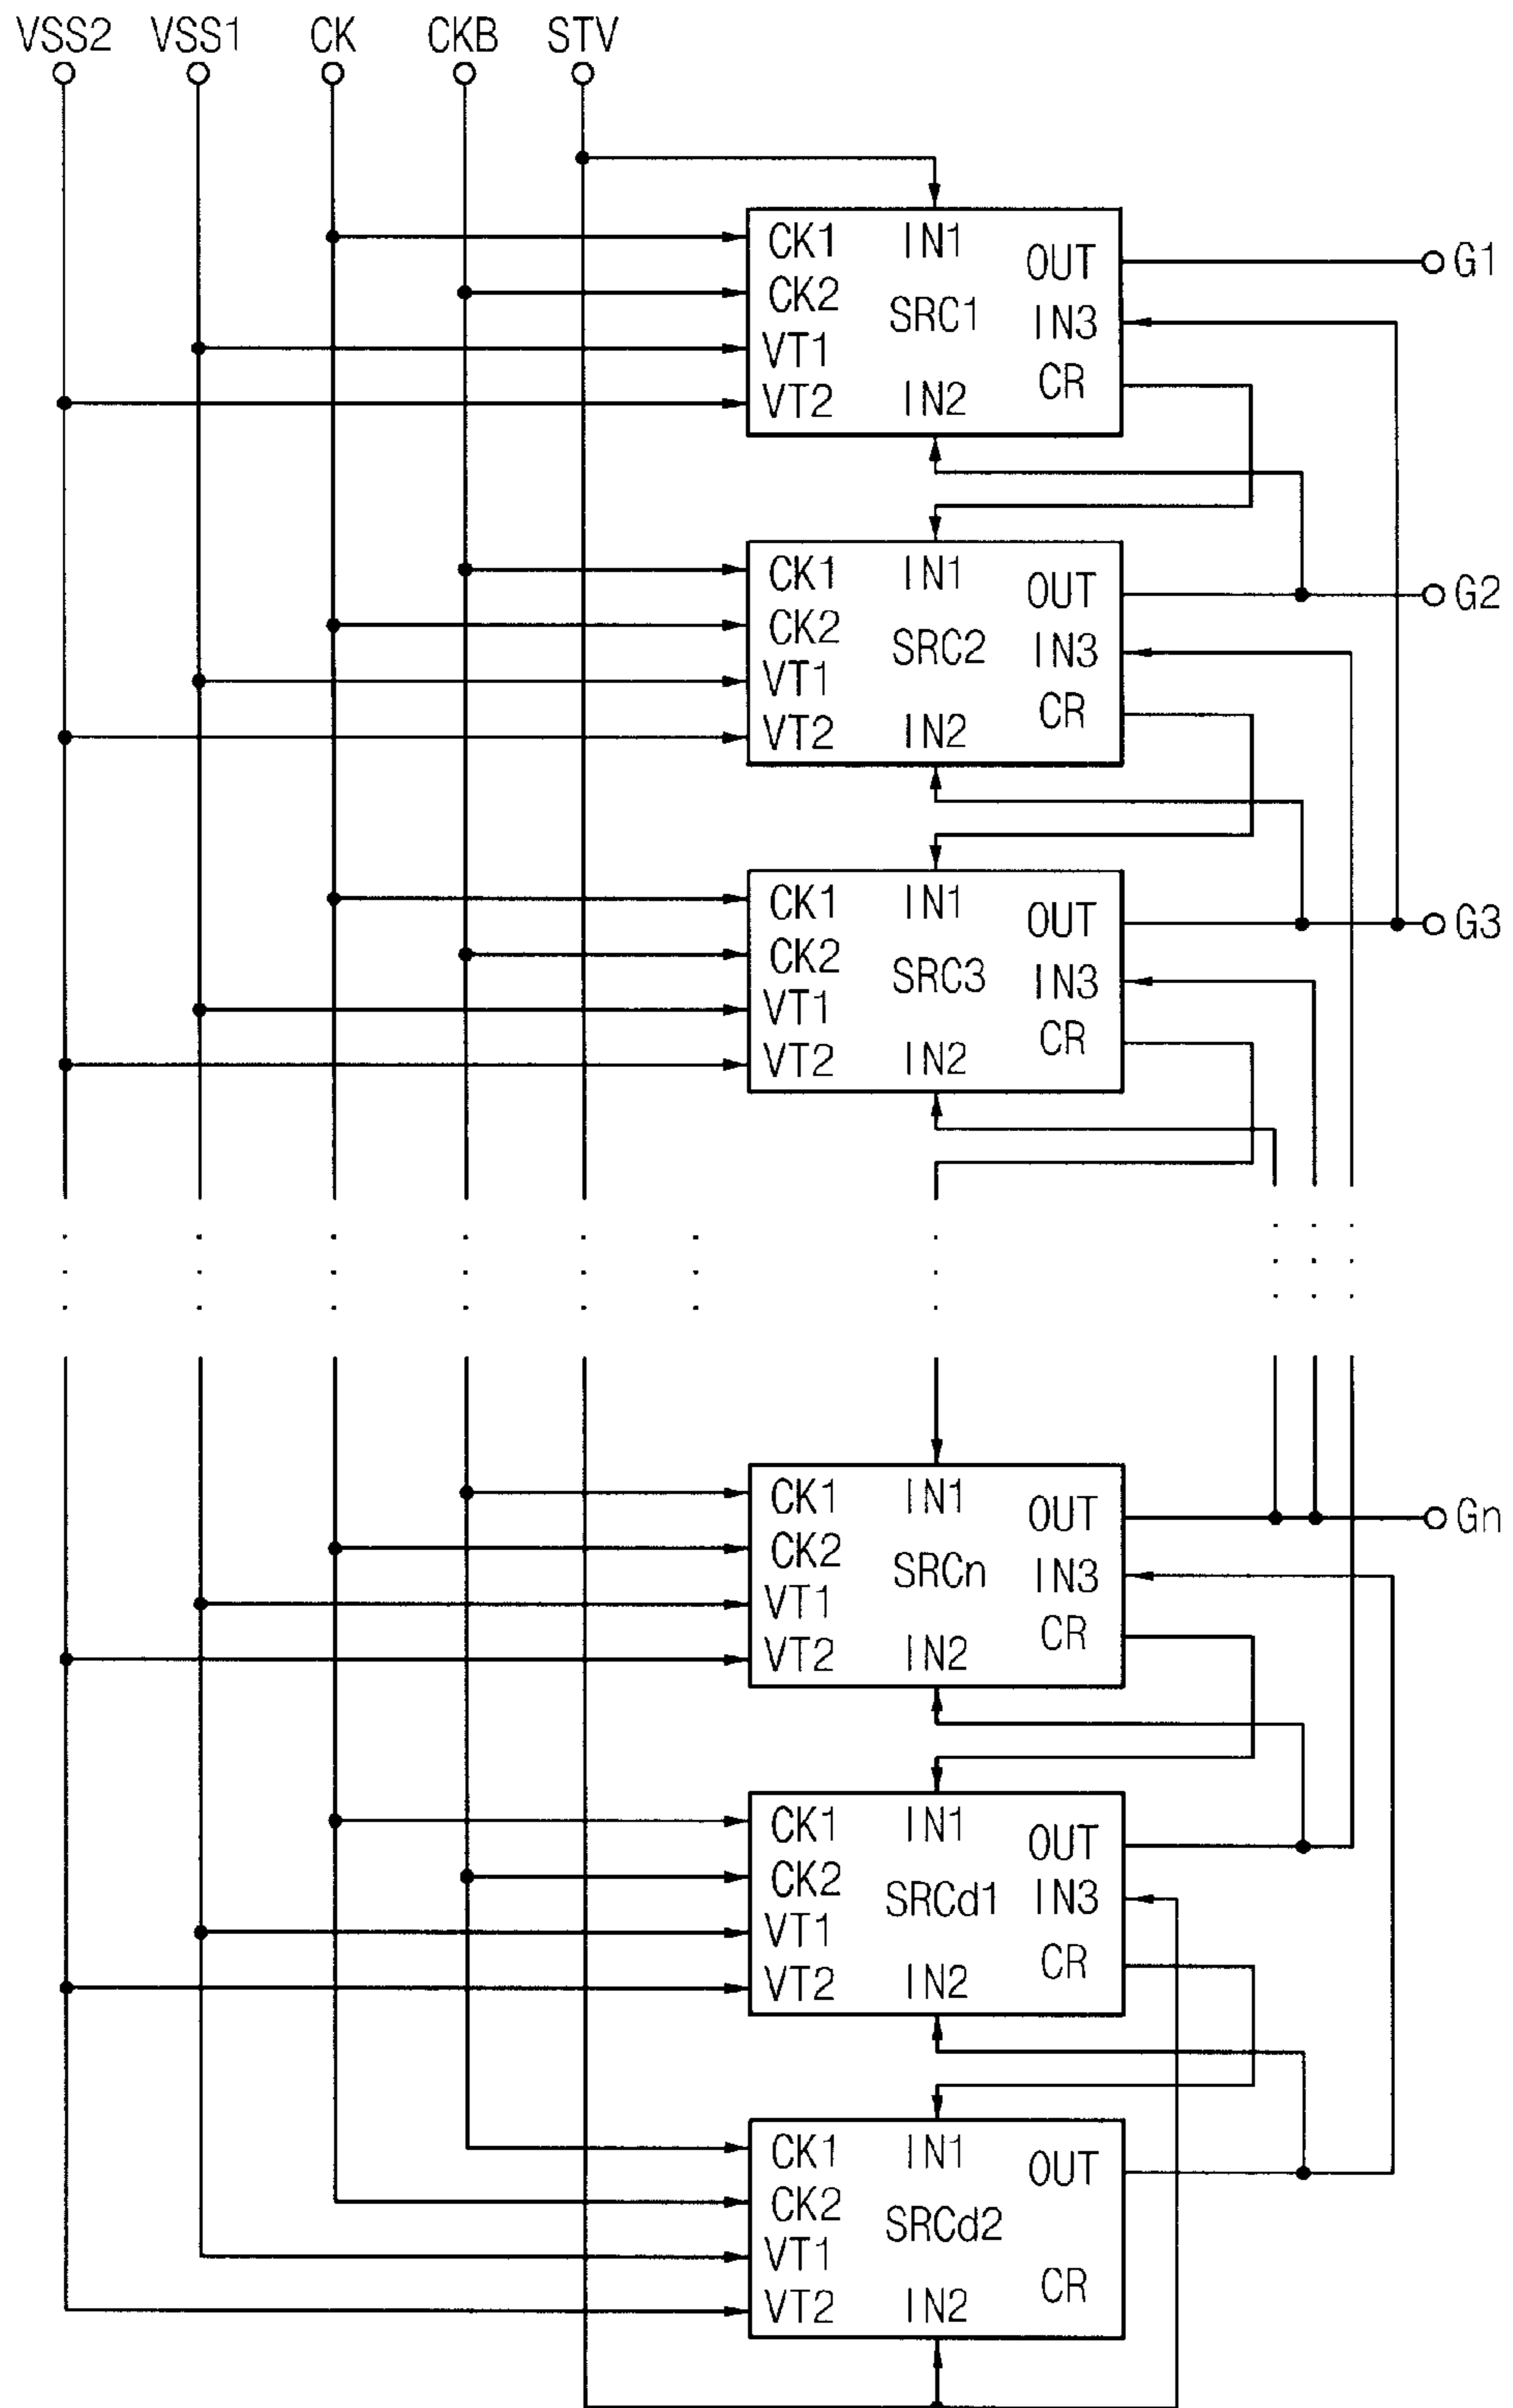 VSS2 VSS1 CK CKB STV
CK1 IN1 OUT G1
CK2 SRC1 IN3
VT1 CR
VT2 IN2
CK1 IN1 OUT G2
CK2 SRC2 IN3
VT1 CR
VT2 IN2
CK1 IN1 OUT G3
CK2 SRC3 IN3
VT1 CR
VT2 IN2
CK1 IN1 OUT Gn
CK2 SRCn IN3
VT1 CR
VT2 IN2
CK1 IN1 OUT
CK2 SRCd1 IN3
VT1 CR
VT2 IN2
CK1 IN1 OUT
CK2 SRCd2
VT1 CR
VT2 IN2